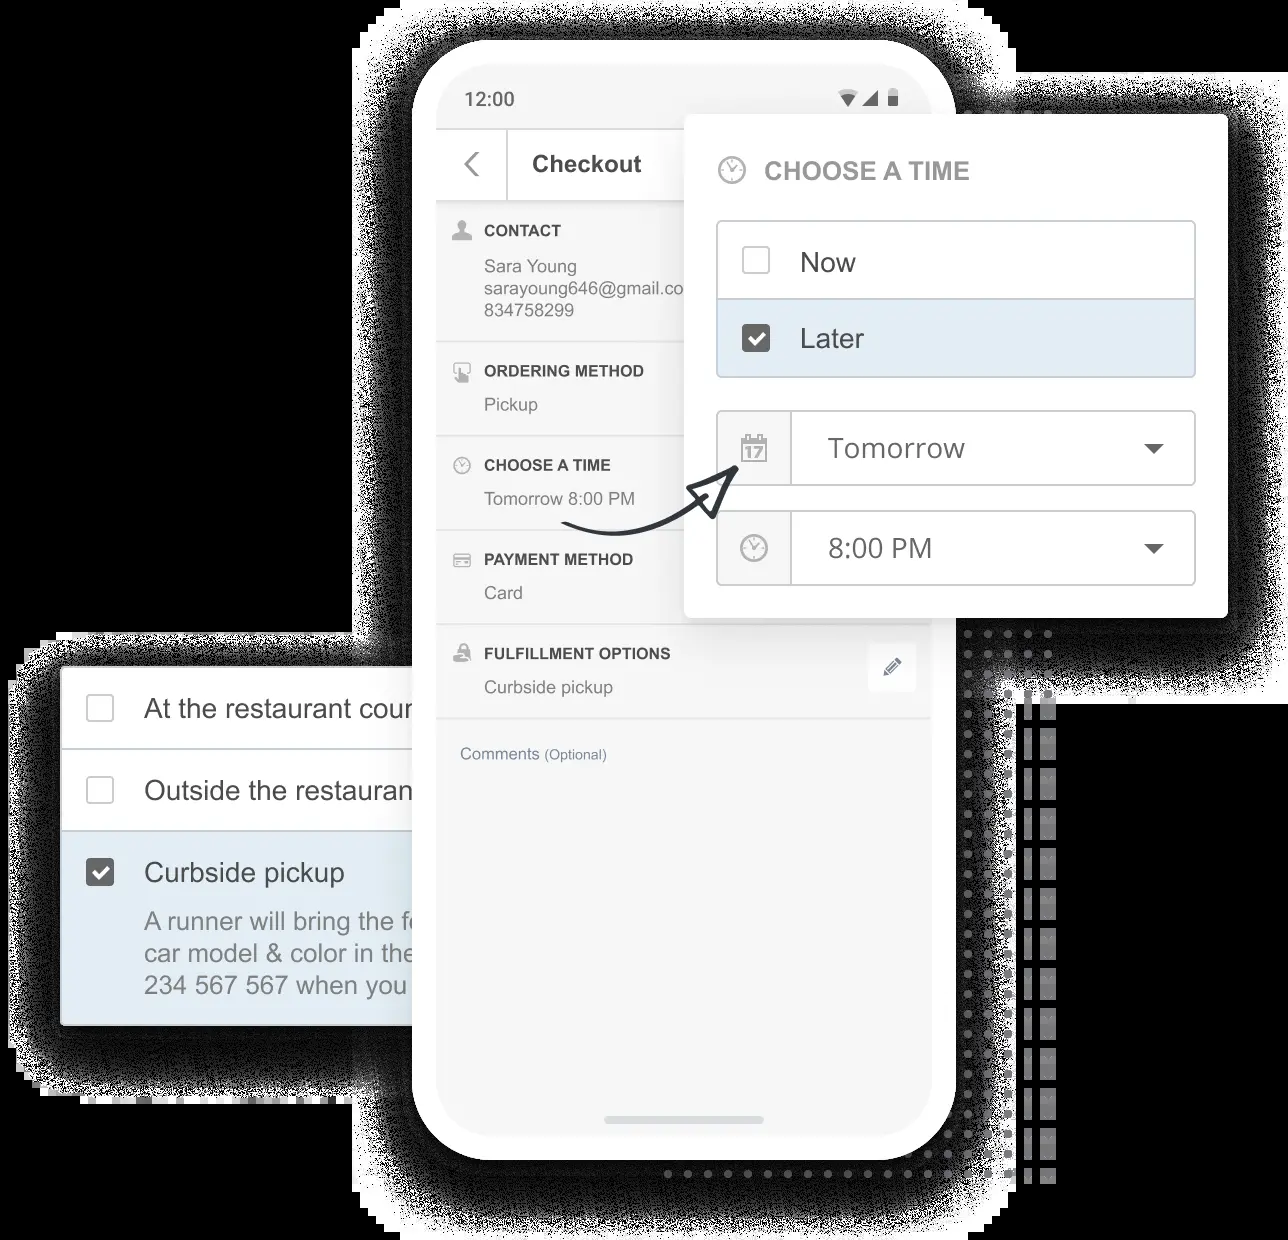 12:00
Checkout
CONTACT
Sara Young
sarayoung646@gmail.co
834758299
ORDERING METHOD
Pickup
CHOOSE A TIME
Tomorrow 8:00 PM
PAYMENT METHOD
Card
FULFILLMENT OPTIONS
Curbside pickup
Comments (Optional)
CHOOSE A TIME
Now
Later
17
Tomorrow
8:00 PM
At the restaurant
Outside the
Curbside pickup
A runner will bring the
car model & color in
234 567 567 when you